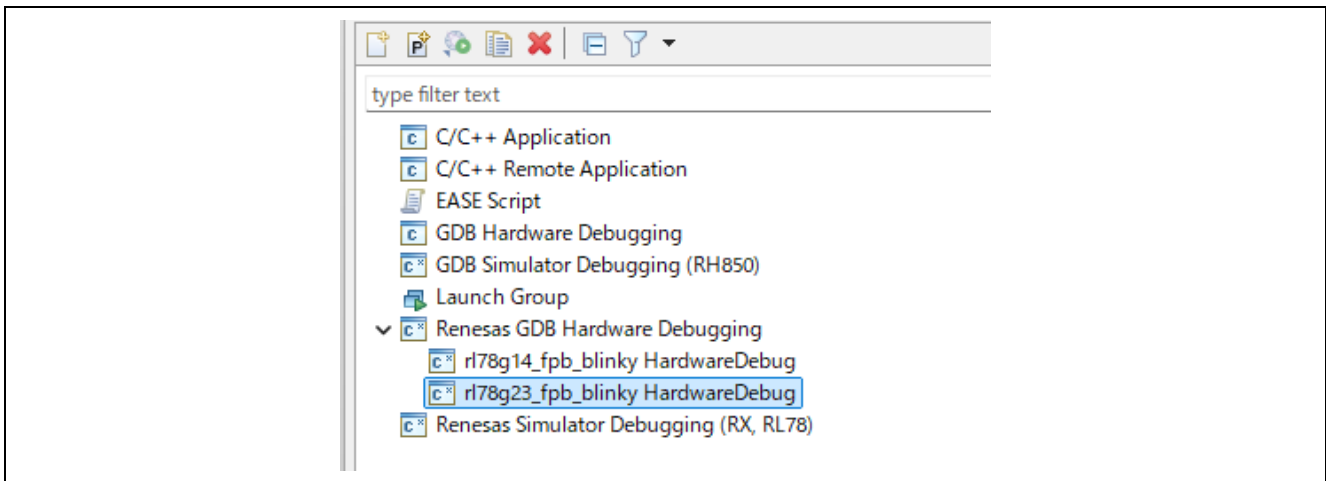 type filter text
C/C++ Application
C/C++ Remote Application
EASE Script
GDB Hardware Debugging
GDB Simulator Debugging (RH850)
Launch Group
Renesas GDB Hardware Debugging
rl78g14_fpb_blinky HardwareDebug
rl78g23_fpb_blinky HardwareDebug
Renesas Simulator Debugging (RX, RL78)